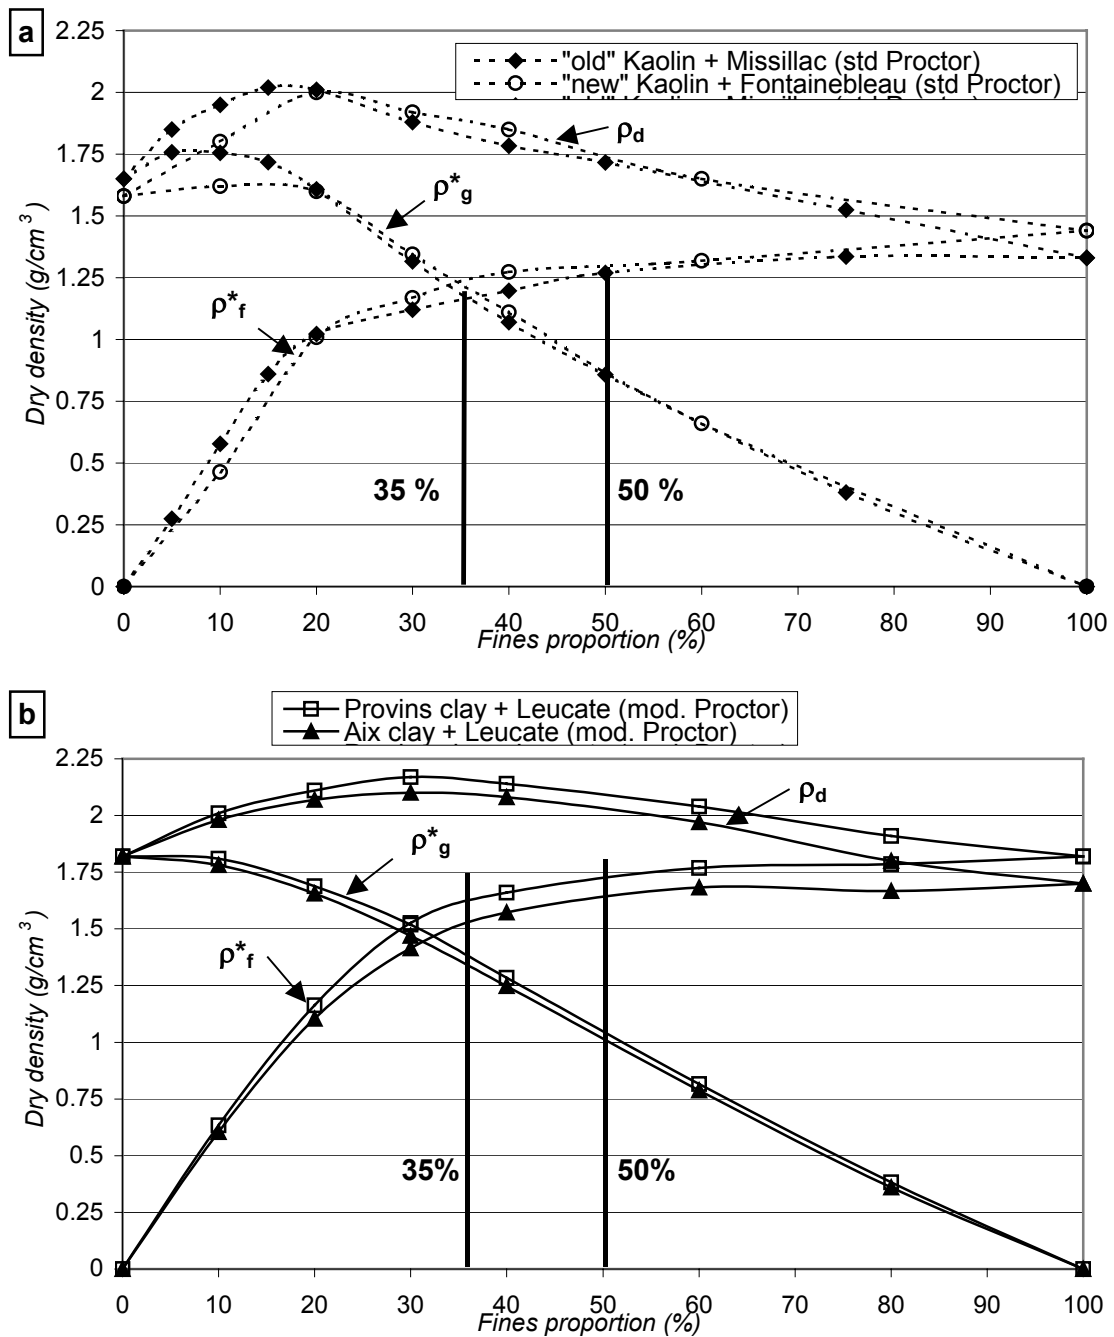 a
2.25
2
1.75
1.5
1.25
1
0.75
0.5
0.25
0
Dry density (g/cm³)
"old" Kaolin + Missillac (std Proctor)
"new" Kaolin + Fontainebleau (std Proctor)
ρd
ρ*g
ρ*f
35 %
50 %
0 10 20 30 40 50 60 70 80 90 100
Fines proportion (%)
b
Provins clay + Leucate (mod. Proctor)
Aix clay + Leucate (mod. Proctor)
2.25
2
1.75
1.5
1.25
1
0.75
0.5
0.25
0
Dry density (g/cm³)
ρd
ρ*g
ρ*f
35%
50%
0 10 20 30 40 50 60 70 80 90 100
Fines proportion (%)